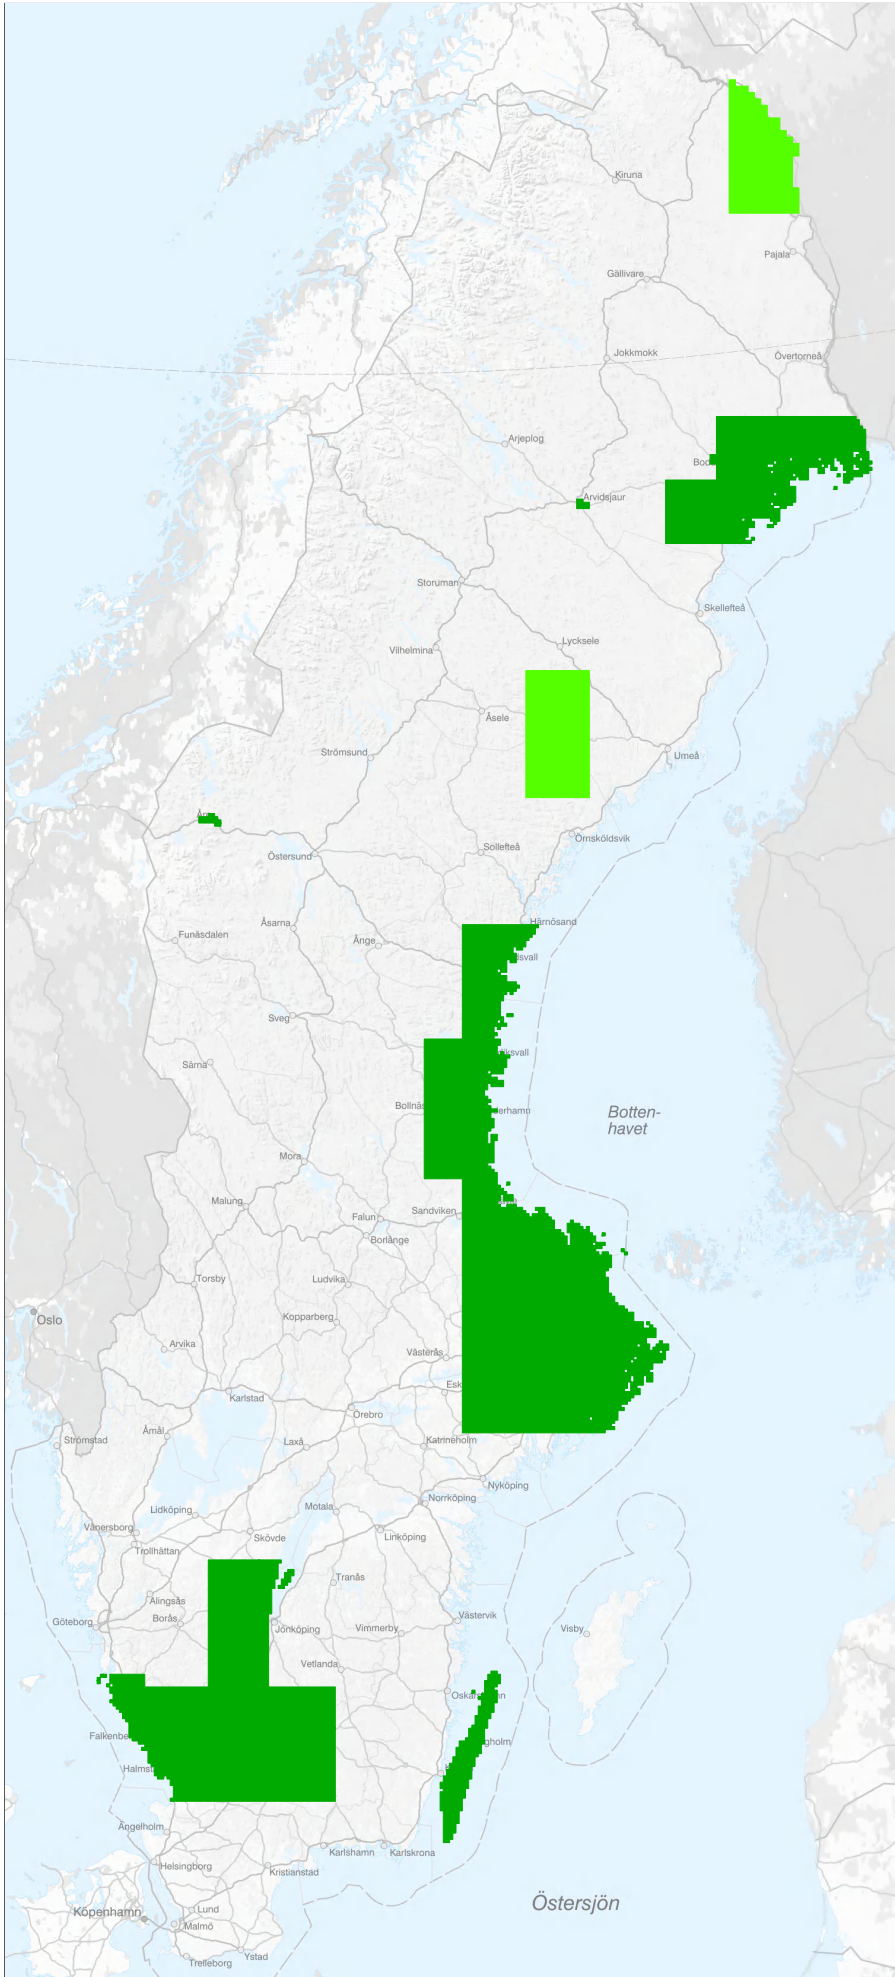 Kiruna
Pajala
Gällivare
Jokkmokk
Övertorneå
Arjeplog
Arvidsjaur
Storuman
Skellefteå
Lycksele
Vilhelmina
Åsele
Strömsund
Umeå
Örnsköldsvik
Sollefteå
Östersund
Härnösand
Åsarna
Funäsdalen
Ånge
Sveg
Särna
Botten-
havet
Mora
Malung
Falun
Sandviken
Borlänge
Torsby
Ludvika
Kopparberg
Oslo
Arvika
Västerås
Karlstad
Örebro
Åmål
Strömstad
Laxå
Katrineholm
Nyköping
Norrköping
Motala
Lidköping
Vänersborg
Skövde
Linköping
Trollhättan
Tranås
Alingsås
Borås
Göteborg
Jönköping
Vimmerby
Västervik
Visby
Vetlanda
Ängelholm
Karlshamn
Karlskrona
Helsingborg
Kristianstad
Östersjön
Lund
Köpenhamn
Malmö
Ystad
Trelleborg